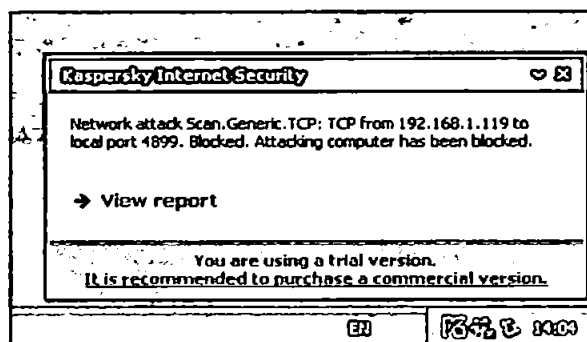 Kaspersky Internet Security
Network attack Scan.Generic.TCP: TCP from 192.168.1.119 to
local port 4899. Blocked. Attacking computer has been blocked.
→ View report
You are using a trial version.
It is recommended to purchase a commercial version.
EN 14:04